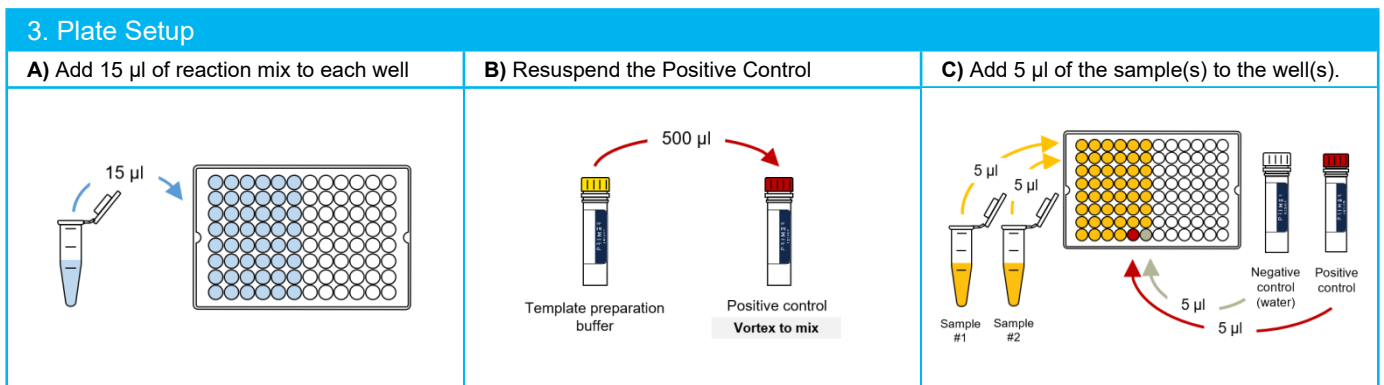 3. Plate Setup
A) Add 15 µl of reaction mix to each well
B) Resuspend the Positive Control
C) Add 5 µl of the sample(s) to the well(s).
15 µl
500 µl
Template preparation
buffer
Positive control
Vortex to mix
5 µl
5 µl
Sample
#1
Sample
#2
Negative
control
(water)
Positive
control
5 µl
5 µl